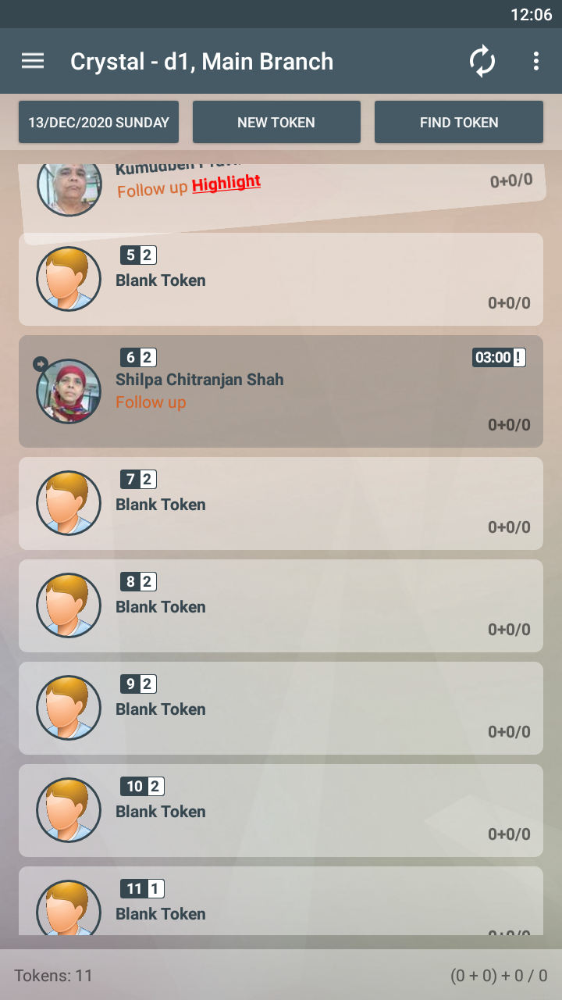 12:06
Crystal - d1, Main Branch
13/DEC/2020 SUNDAY NEW TOKEN FIND TOKEN
Kumudben
Follow up Highlight
0+0/0
5 2
Blank Token
0+0/0
6 2
03:00 !
Shilpa Chitranjan Shah
Follow up
0+0/0
7 2
Blank Token
0+0/0
8 2
Blank Token
0+0/0
9 2
Blank Token
0+0/0
10 2
Blank Token
0+0/0
11 1
Blank Token
0+0/0
Tokens: 11
(0 + 0) + 0 / 0